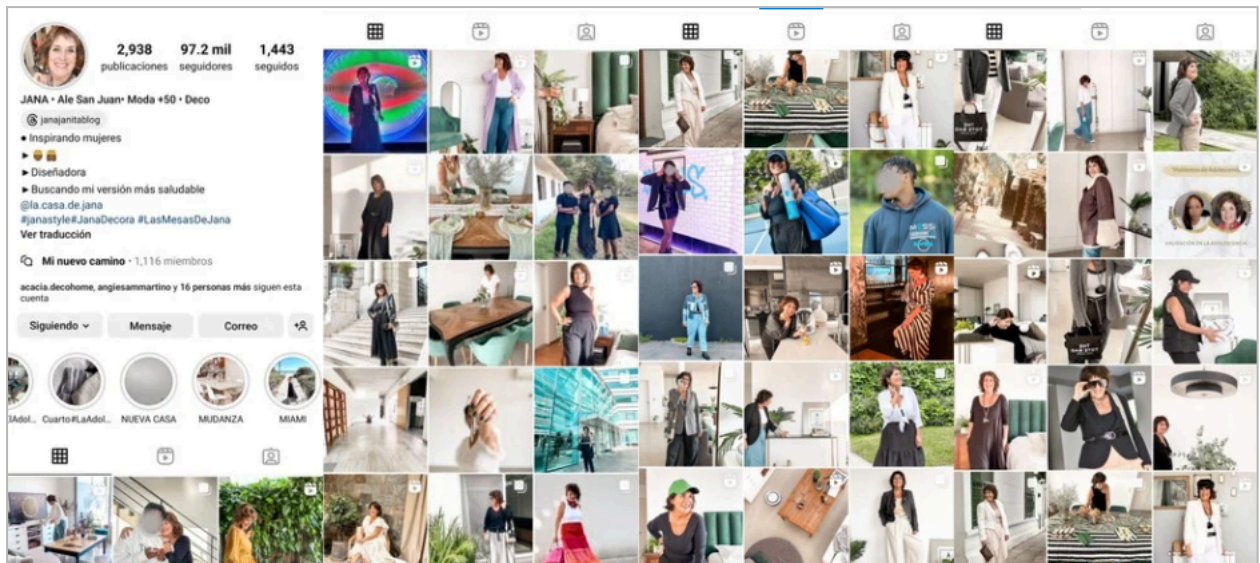 2,938 97.2 mil 1,443
publicaciones seguidores seguidos
JANA • Ale San Juan• Moda +50 • Deco
janajanitablog
● Inspirando mujeres
►
►Diseñadora
►Buscando mi versión más saludable
@la.casa.de.jana
#janastyle#JanaDecora #LasMesasDeJana
Ver traducción
Mi nuevo camino · 1,116 miembros
acacia.decohome, angiesammartino y 16 personas más siguen esta
cuenta
Siguiendo Mensaje Correo
Cuarto#LaAdol... NUEVA CASA MUDANZA MIAMI